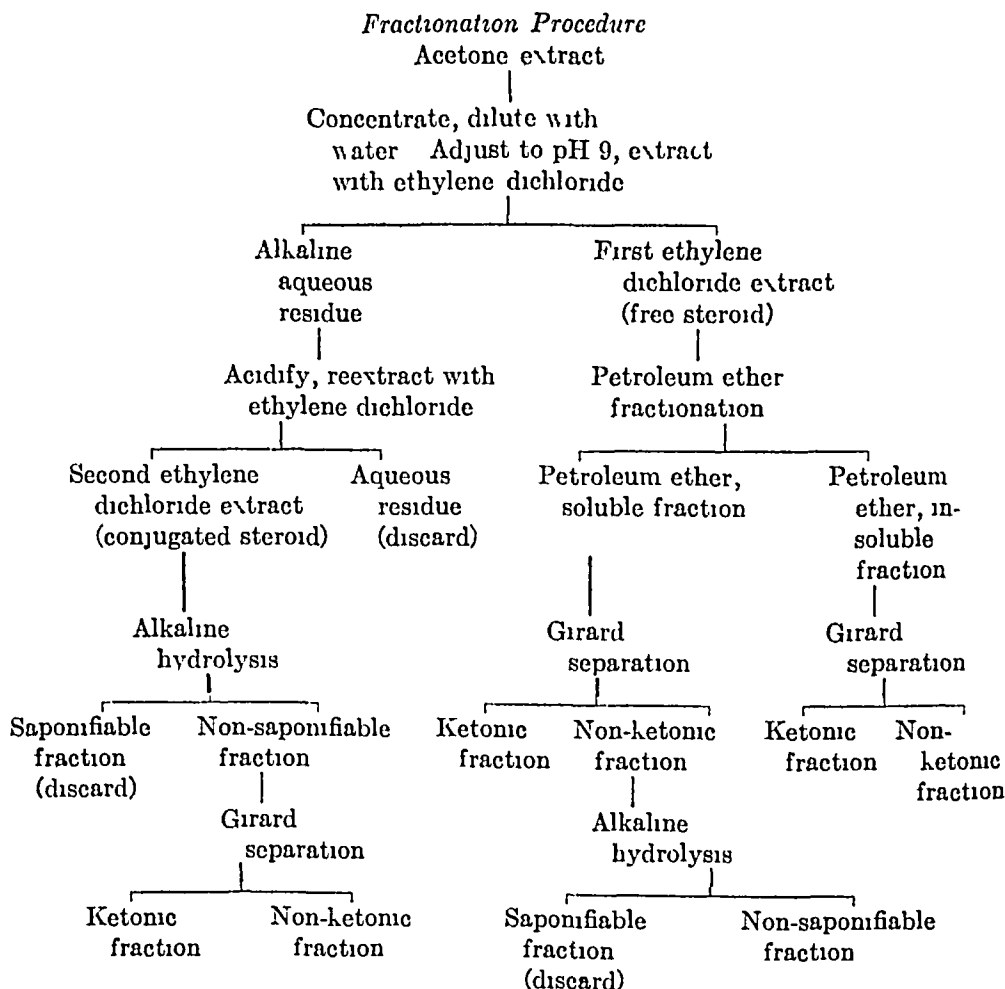 Fractionation Procedure
Acetone extract
Concentrate, dilute with
water Adjust to pH 9, extract
with ethylene dichloride
Alkaline
aqueous
residue
First ethylene
dichloride extract
(free steroid)
Acidify, reextract with
ethylene dichloride
Petroleum ether
fractionation
Second ethylene
dichloride extract
(conjugated steroid)
Aqueous
residue
(discard)
Petroleum ether,
soluble fraction
Petroleum
ether, in-
soluble
fraction
Alkaline
hydrolysis
Girard
separation
Girard
separation
Saponifiable
fraction
(discard)
Non-saponifiable
fraction
Ketonic
fraction
Non-ketonic
fraction
Ketonic
fraction
Non-
ketonic
fraction
Girard
separation
Alkaline
hydrolysis
Ketonic
fraction
Non-ketonic
fraction
Saponifiable
fraction
(discard)
Non-saponifiable
fraction